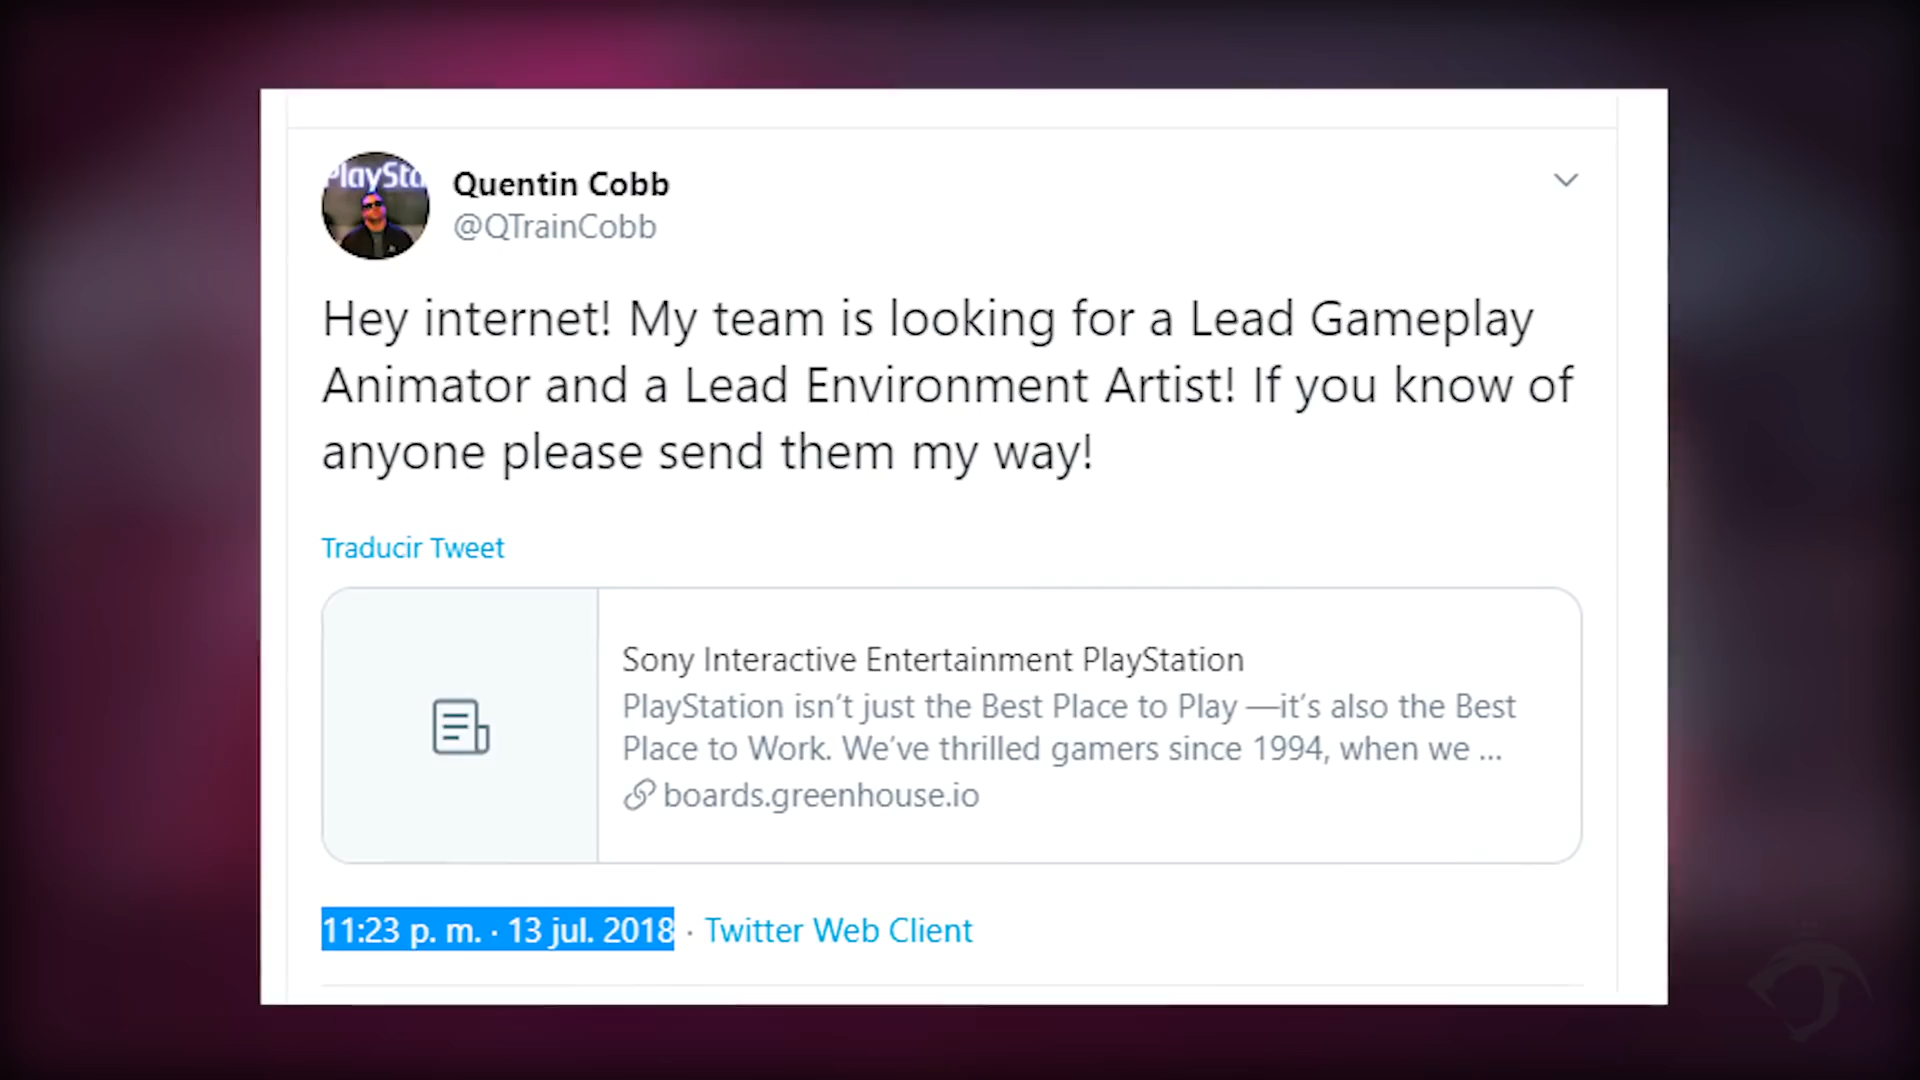 PlaySta
Quentin Cobb
@QTrainCobb
Hey internet! My team is looking for a Lead Gameplay
Animator and a Lead Environment Artist! If you know of
anyone please send them my way!
Traducir Tweet
Sony Interactive Entertainment PlayStation
PlayStation isn’t just the Best Place to Play —it’s also the Best
Place to Work. We’ve thrilled gamers since 1994, when we ...
boards.greenhouse.io
11:23 p. m. · 13 jul. 2018 · Twitter Web Client